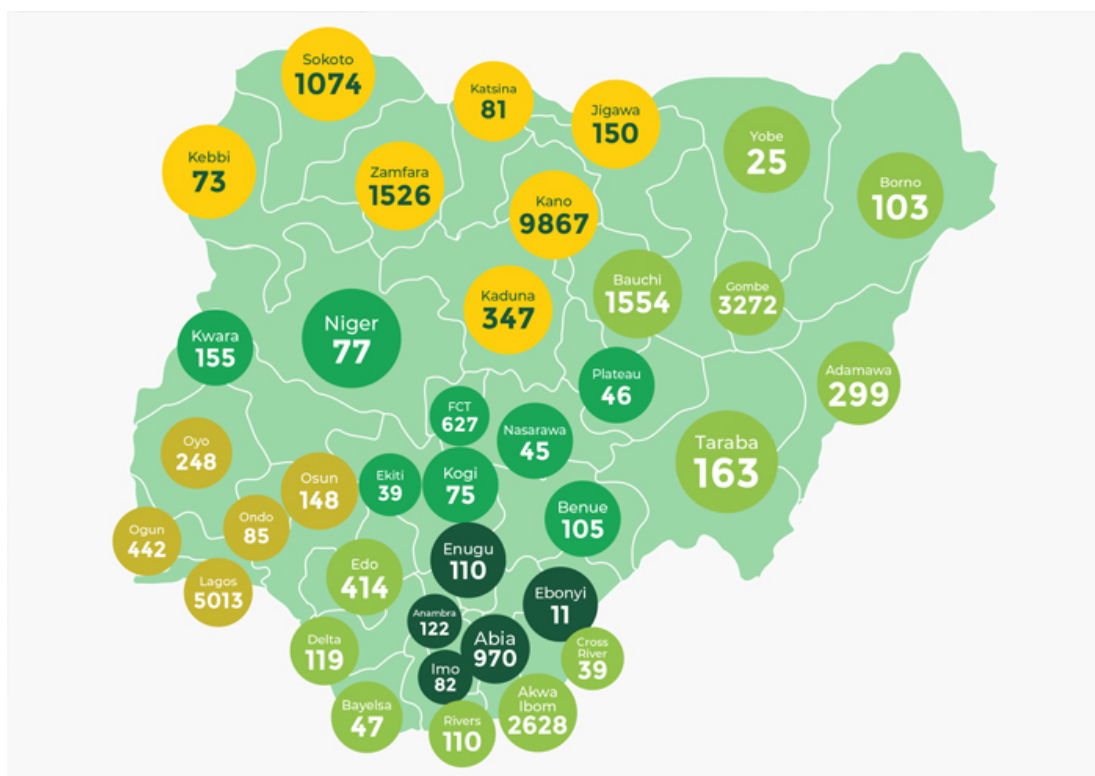 Sokoto
1074
Katsina
81
Jigawa
150
Yobe
25
Kebbi
73
Zamfara
1526
Kano
9867
Borno
103
Bauchi
1554
Gombe
3272
Kaduna
347
Niger
77
Kwara
155
Plateau
46
Adamawa
299
FCT
627
Nasarawa
45
Taraba
163
Oyo
248
Osun
148
Ekiti
39
Kogi
75
Benue
105
Ondo
85
Ogun
442
Lagos
5013
Edo
414
Enugu
110
Ebonyi
11
Anambra
122
Abia
970
Delta
119
Imo
82
Cross
River
39
Bayelsa
47
Rivers
110
Akwa
Ibom
2628